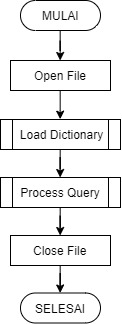 MULAI
Open File
Load Dictionary
Process Query
Close File
SELESAI